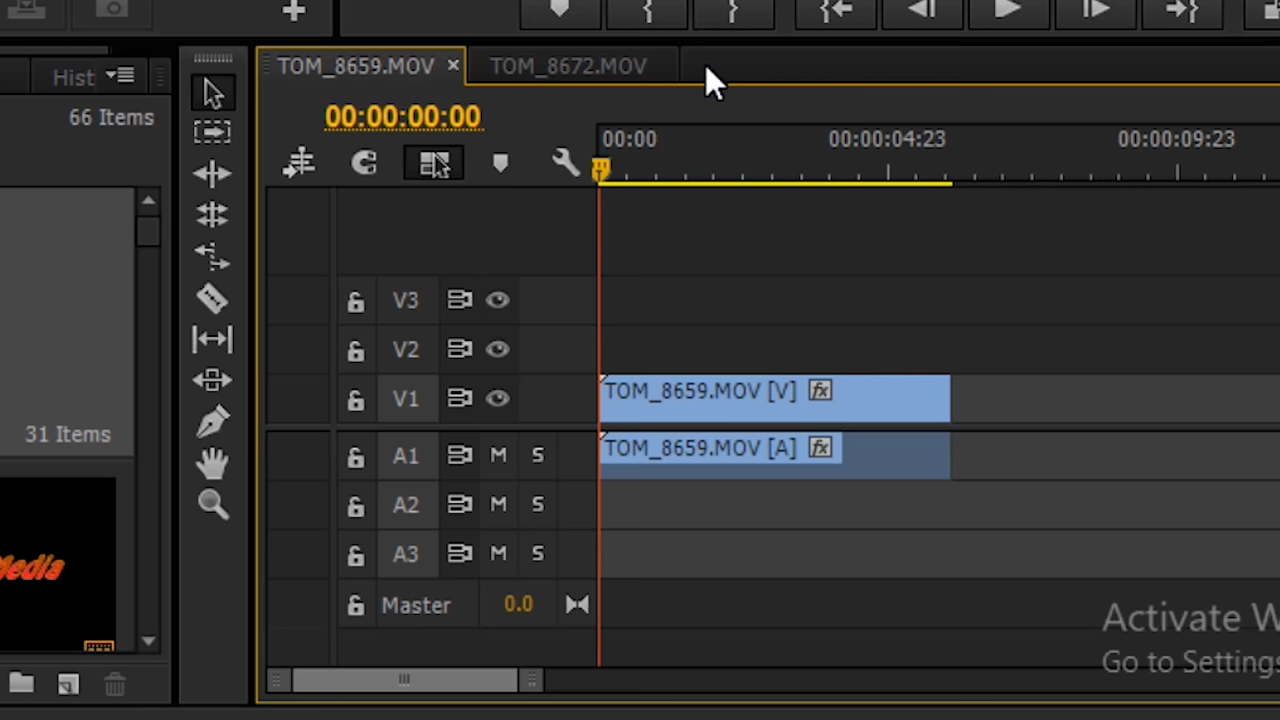 Hist
66 Items
31 Items
Media
TOM_8659.MOV × TOM_8672.MOV
00:00:00:00
00:00 00:00:04:23 00:00:09:23
V3
V2
V1 TOM_8659.MOV [V] fx
A1 M S TOM_8659.MOV [A] fx
A2 M S
A3 M S
Master 0.0
Activate W
Go to Settings